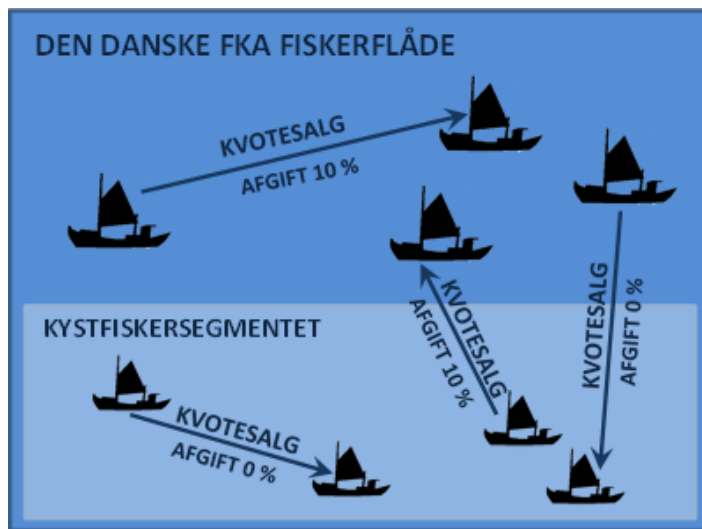 DEN DANSKE FKA FISKERFLÅDE
KVOTESALG
AFGIFT 10 %
KVOTESALG
AFGIFT 0 %
KVOTESALG
AFGIFT 10 %
KYSTFISKERSEGMENTET
KVOTESALG
AFGIFT 0 %